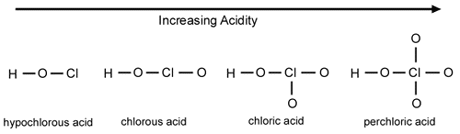 Increasing Acidity
O
O
H — O — Cl
H — O — Cl — O
H — O — Cl — O
H — O — Cl — O
O
O
hypochlorous acid
chlorous acid
chloric acid
perchloric acid